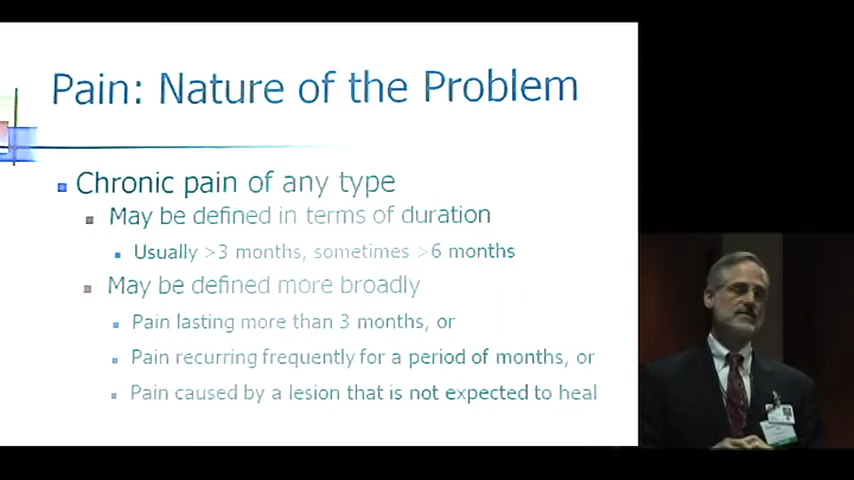 Pain: Nature of the Problem
Chronic pain of any type
May be defined in terms of duration
Usually >3 months, sometimes >6 months
May be defined more broadly
Pain lasting more than 3 months, or
Pain recurring frequently for a period of months, or
Pain caused by a lesion that is not expected to heal